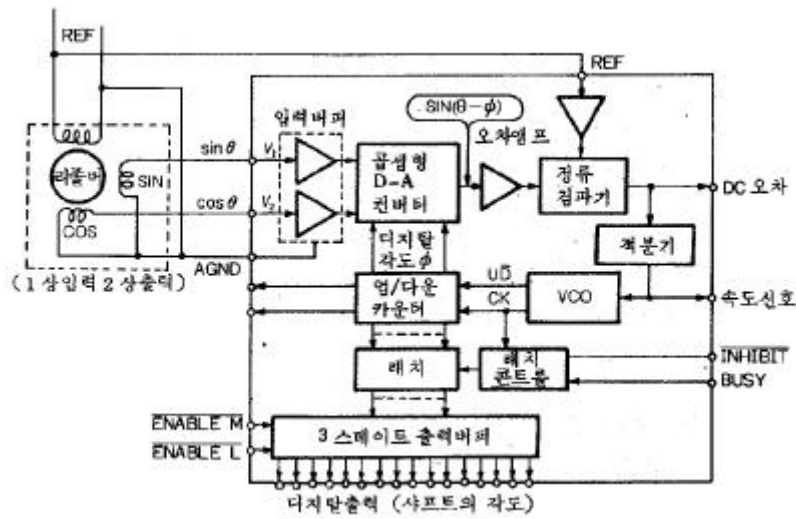 REF
REF
입력버퍼
SIN(θ−ϕ)
오차앰프
리졸버
SIN
COS
sinθ
cosθ
V1
V2
AGND
(1상입력 2상출력)
곱셈형
D-A
컨버터
정류
검파기
DC 오차
적분기
디지탈
각도ϕ
업/다운
카운터
UD̄
CK
VCO
속도신호
래치
래치
콘트롤
I̅N̅H̅I̅B̅I̅T̅
BUSY
E̅N̅A̅B̅L̅E̅ M̅
E̅N̅A̅B̅L̅E̅ L̅
3 스테이트 출력버퍼
디지탈출력 (샤프트의 각도)